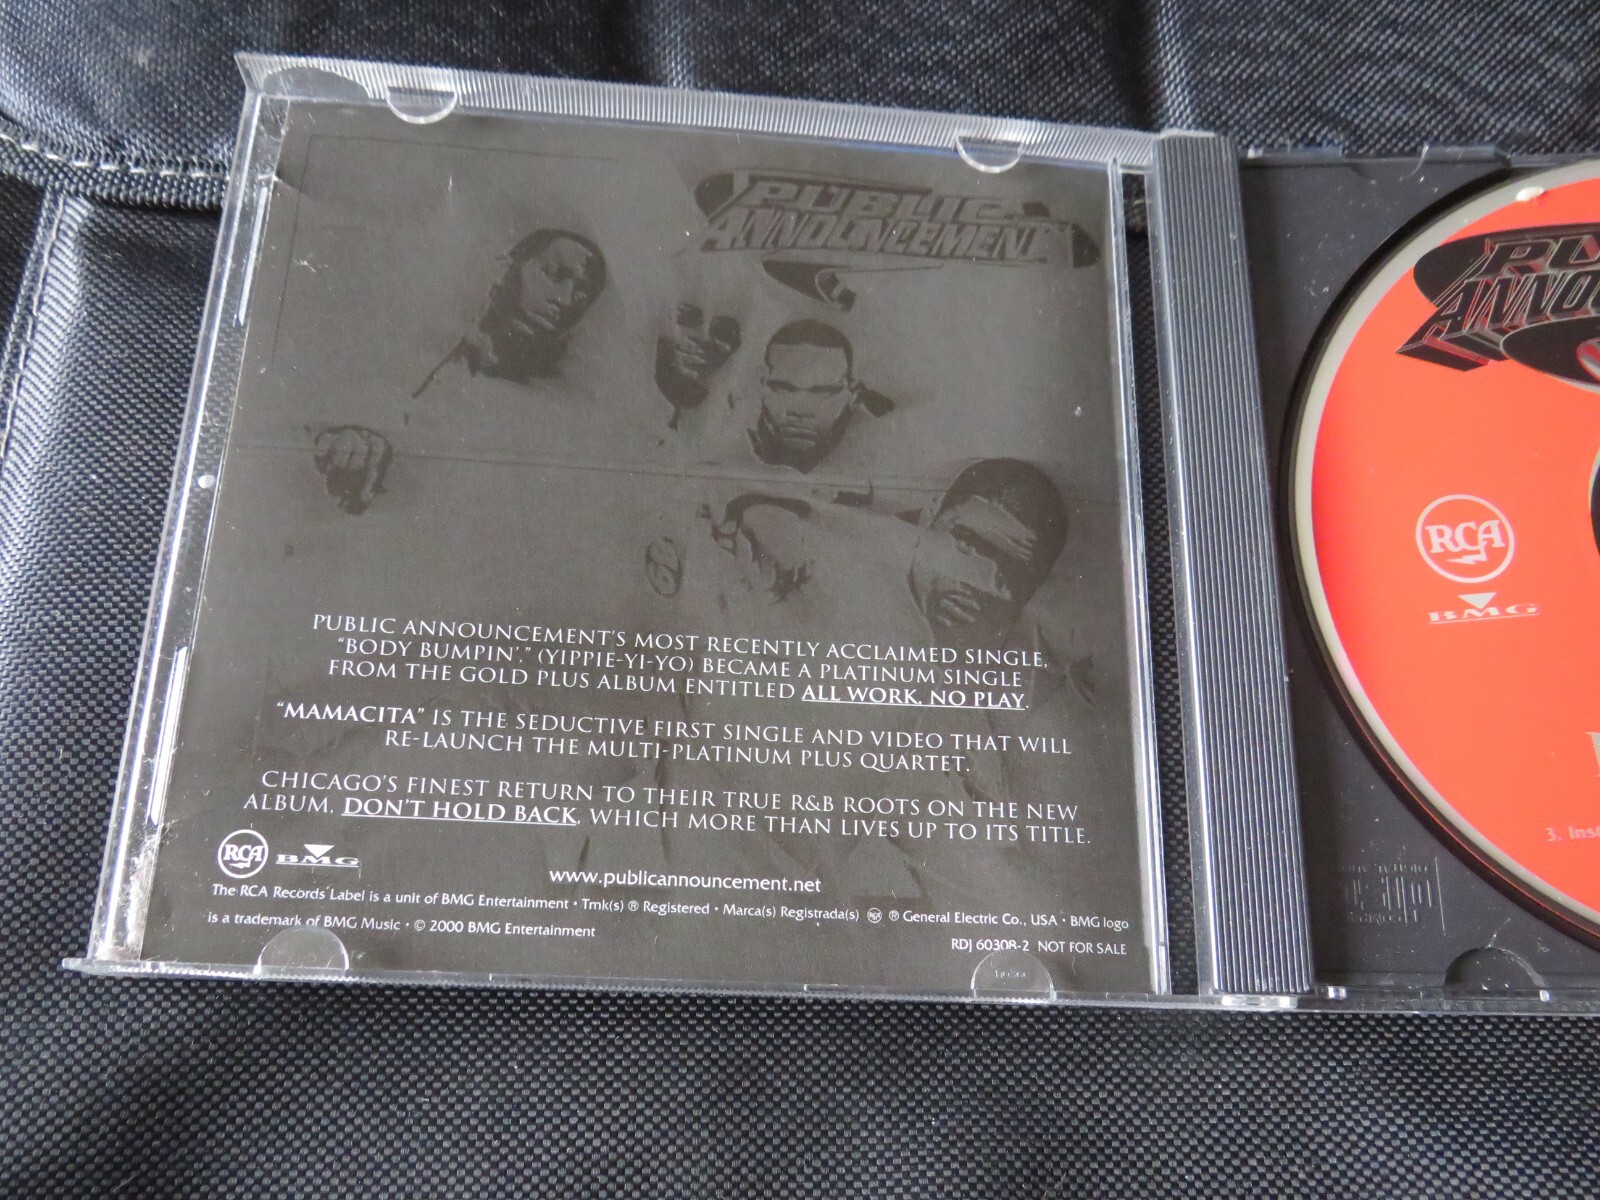 PUBLIC
ANNOUNCEMENT
PUBLIC ANNOUNCEMENT'S MOST RECENTLY ACCLAIMED SINGLE,
“BODY BUMPIN',” (YIPPIE-YI-YO) BECAME A PLATINUM SINGLE
FROM THE GOLD PLUS ALBUM ENTITLED ALL WORK, NO PLAY.
“MAMACITA” IS THE SEDUCTIVE FIRST SINGLE AND VIDEO THAT WILL
RE-LAUNCH THE MULTI-PLATINUM PLUS QUARTET.
CHICAGO'S FINEST RETURN TO THEIR TRUE R&B ROOTS ON THE NEW
ALBUM, DON'T HOLD BACK, WHICH MORE THAN LIVES UP TO ITS TITLE.
RCA BMG
www.publicannouncement.net
The RCA Records Label is a unit of BMG Entertainment • Tmk(s) ® Registered • Marca(s) Registrada(s) RCA ® General Electric Co., USA • BMG logo
is a trademark of BMG Music • © 2000 BMG Entertainment
RDJ 60308-2 NOT FOR SALE
PU
ANNOU
RCA
BMG
3. Ins